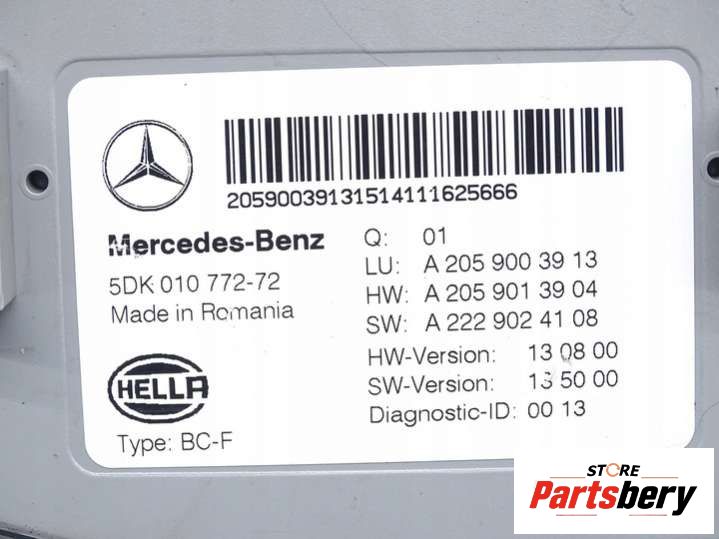 20590039131514111625666
Mercedes-Benz
5DK 010 772-72
Made in Romania
HELLA
Type: BC-F
Q: 01
LU: A 205 900 39 13
HW: A 205 901 39 04
SW: A 222 902 41 08
HW-Version: 13 08 00
SW-Version: 13 50 00
Diagnostic-ID: 00 13
STORE
Partsbery